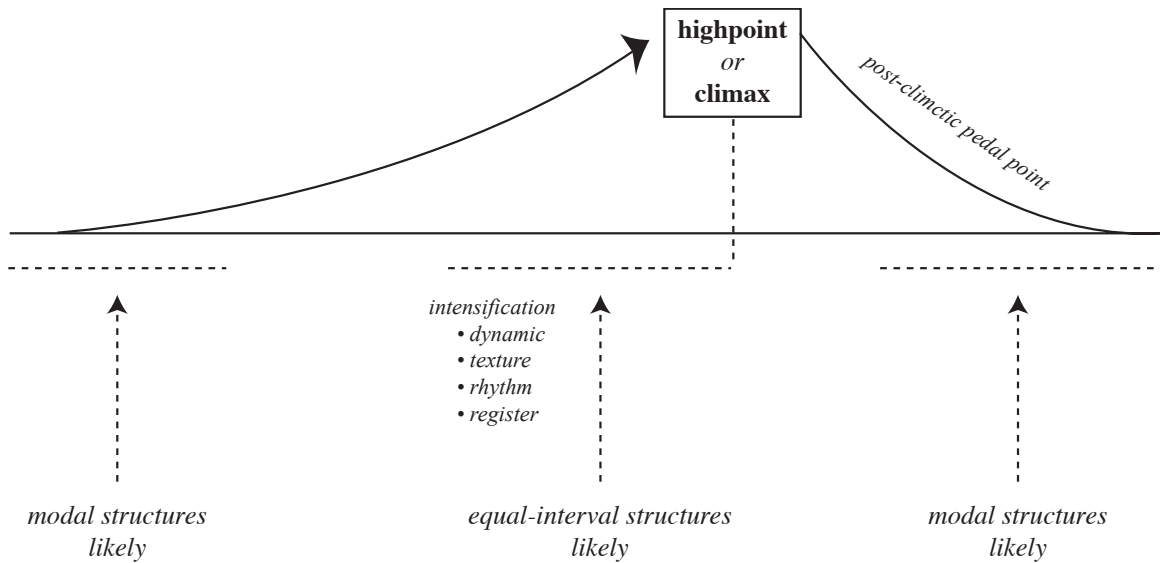 highpoint
or
climax
post-climctic pedal point
intensification
• dynamic
• texture
• rhythm
• register
modal structures
likely
equal-interval structures
likely
modal structures
likely